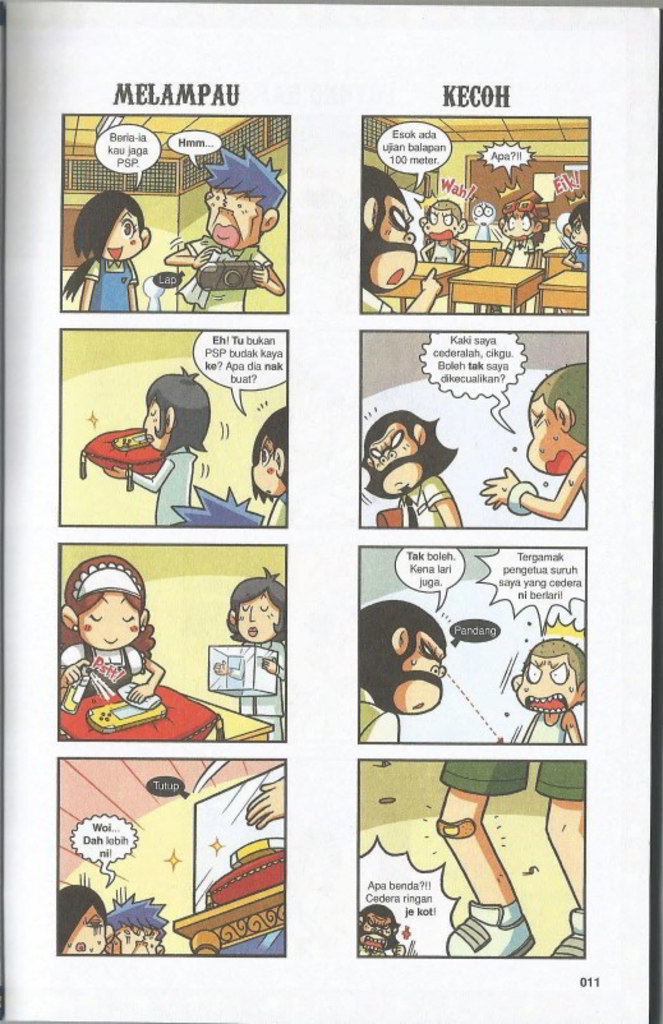 MELAMPAU
Beria-ia
kau jaga
PSP.
Hmm...
Lap
Eh! Tu bukan
PSP budak kaya
ke? Apa dia nak
buat?
Pssh!
Tutup
Woi...
Dah lebih
ni!
KECOH
Esok ada
ujian balapan
100 meter.
Apa?!!
Wah!
Eik!
Kaki saya
cederalah, cikgu.
Boleh tak saya
dikecualikan?
Tak boleh.
Kena lari
juga.
Tergamak
pengetua suruh
saya yang cedera
ni berlari!
Pandang
Apa benda?!!
Cedera ringan
je kot!
011